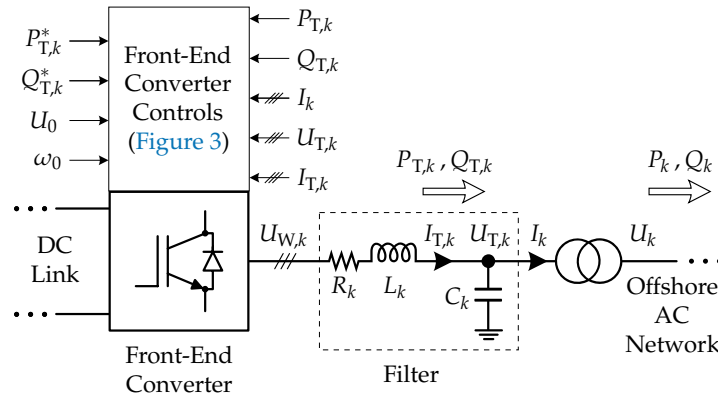 P*T,k
Q*T,k
U0
ω0
Front-End
Converter
Controls
(Figure 3)
PT,k
QT,k
Ik
UT,k
IT,k
PT,k , QT,k
Pk , Qk
DC
Link
UW,k
Rk
Lk
IT,k
UT,k
Ck
Ik
Uk
Offshore
AC
Network
Front-End
Converter
Filter